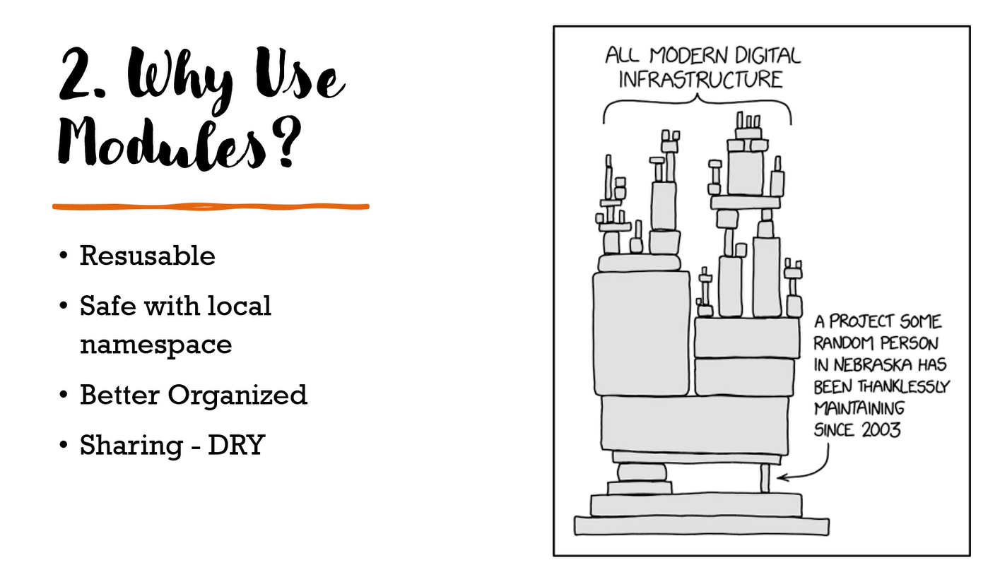 2. Why Use
Modules?
• Resusable
• Safe with local
namespace
• Better Organized
• Sharing - DRY
ALL MODERN DIGITAL
INFRASTRUCTURE
A PROJECT SOME
RANDOM PERSON
IN NEBRASKA HAS
BEEN THANKLESSLY
MAINTAINING
SINCE 2003